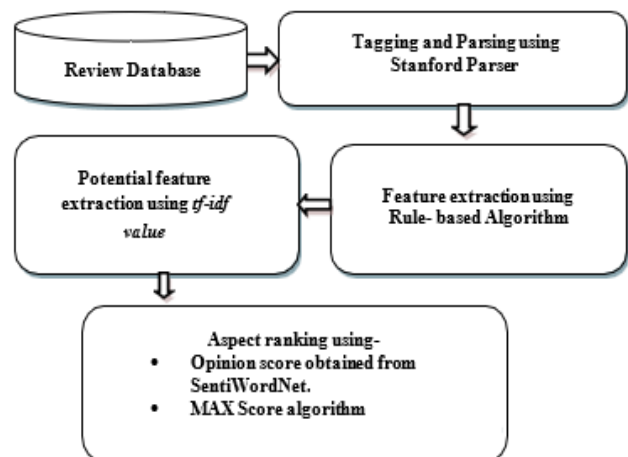 Review Database
Tagging and Parsing using
Stanford Parser
Feature extraction using
Rule- based Algorithm
Potential feature
extraction using tf-idf
value
Aspect ranking using-
• Opinion score obtained from
SentiWordNet.
• MAX Score algorithm